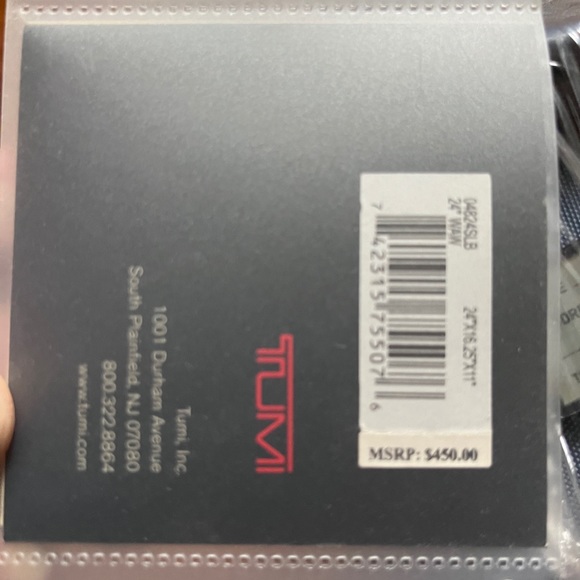 04824SLB
24"X16.25"X11"
24" WAW
7 42315 75507 6
MSRP: $450.00
TUMI
Tumi, Inc.
1001 Durham Avenue
South Plainfield, NJ 07080
800.322.8864
www.tumi.com